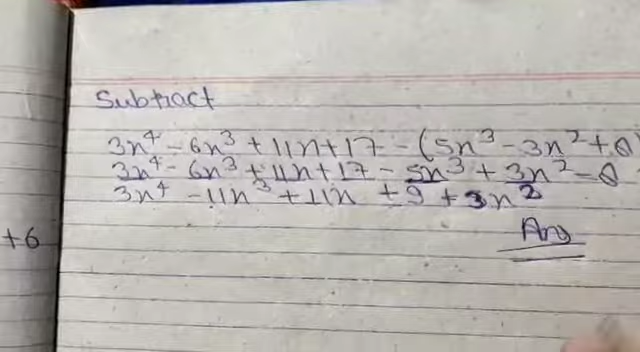 Subtract
3n⁴ - 6n³ + 11n + 17 - (5n³ - 3n² + 8)
3n⁴ - 6n³ + 11n + 17 - 5n³ + 3n² - 8
3n⁴ - 11n³ + 11n + 9 + 3n²
+6
Ans